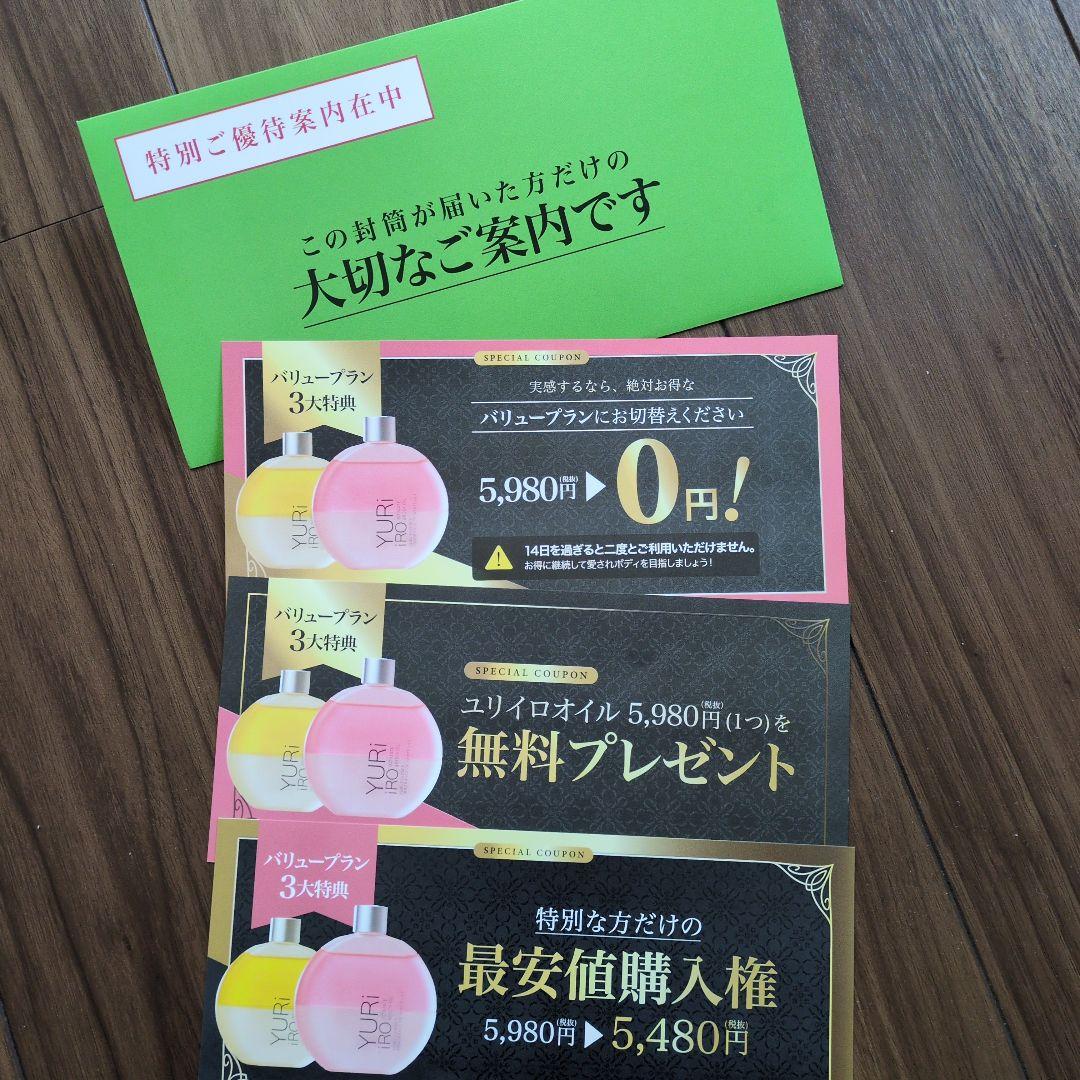 特別ご優待案内在中
この封筒が届いた方だけの
大切なご案内です
SPECIAL COUPON
バリュープラン
3大特典
実感するなら、絶対お得な
バリュープランにお切替えください
5,980円(税抜)▶0円!
14日を過ぎると二度とご利用いただけません。
お得に継続して愛されボディを目指しましょう!
YURi
iRO
YURi
iRO
バリュープラン
3大特典
SPECIAL COUPON
ユリイロオイル 5,980円(税抜)(1つ)を
無料プレゼント
YURi
iRO
YURi
iRO
SPECIAL COUPON
バリュープラン
3大特典
特別な方だけの
最安値購入権
5,980円(税抜)▶5,480円(税抜)
YURi
iRO
YURi
iRO